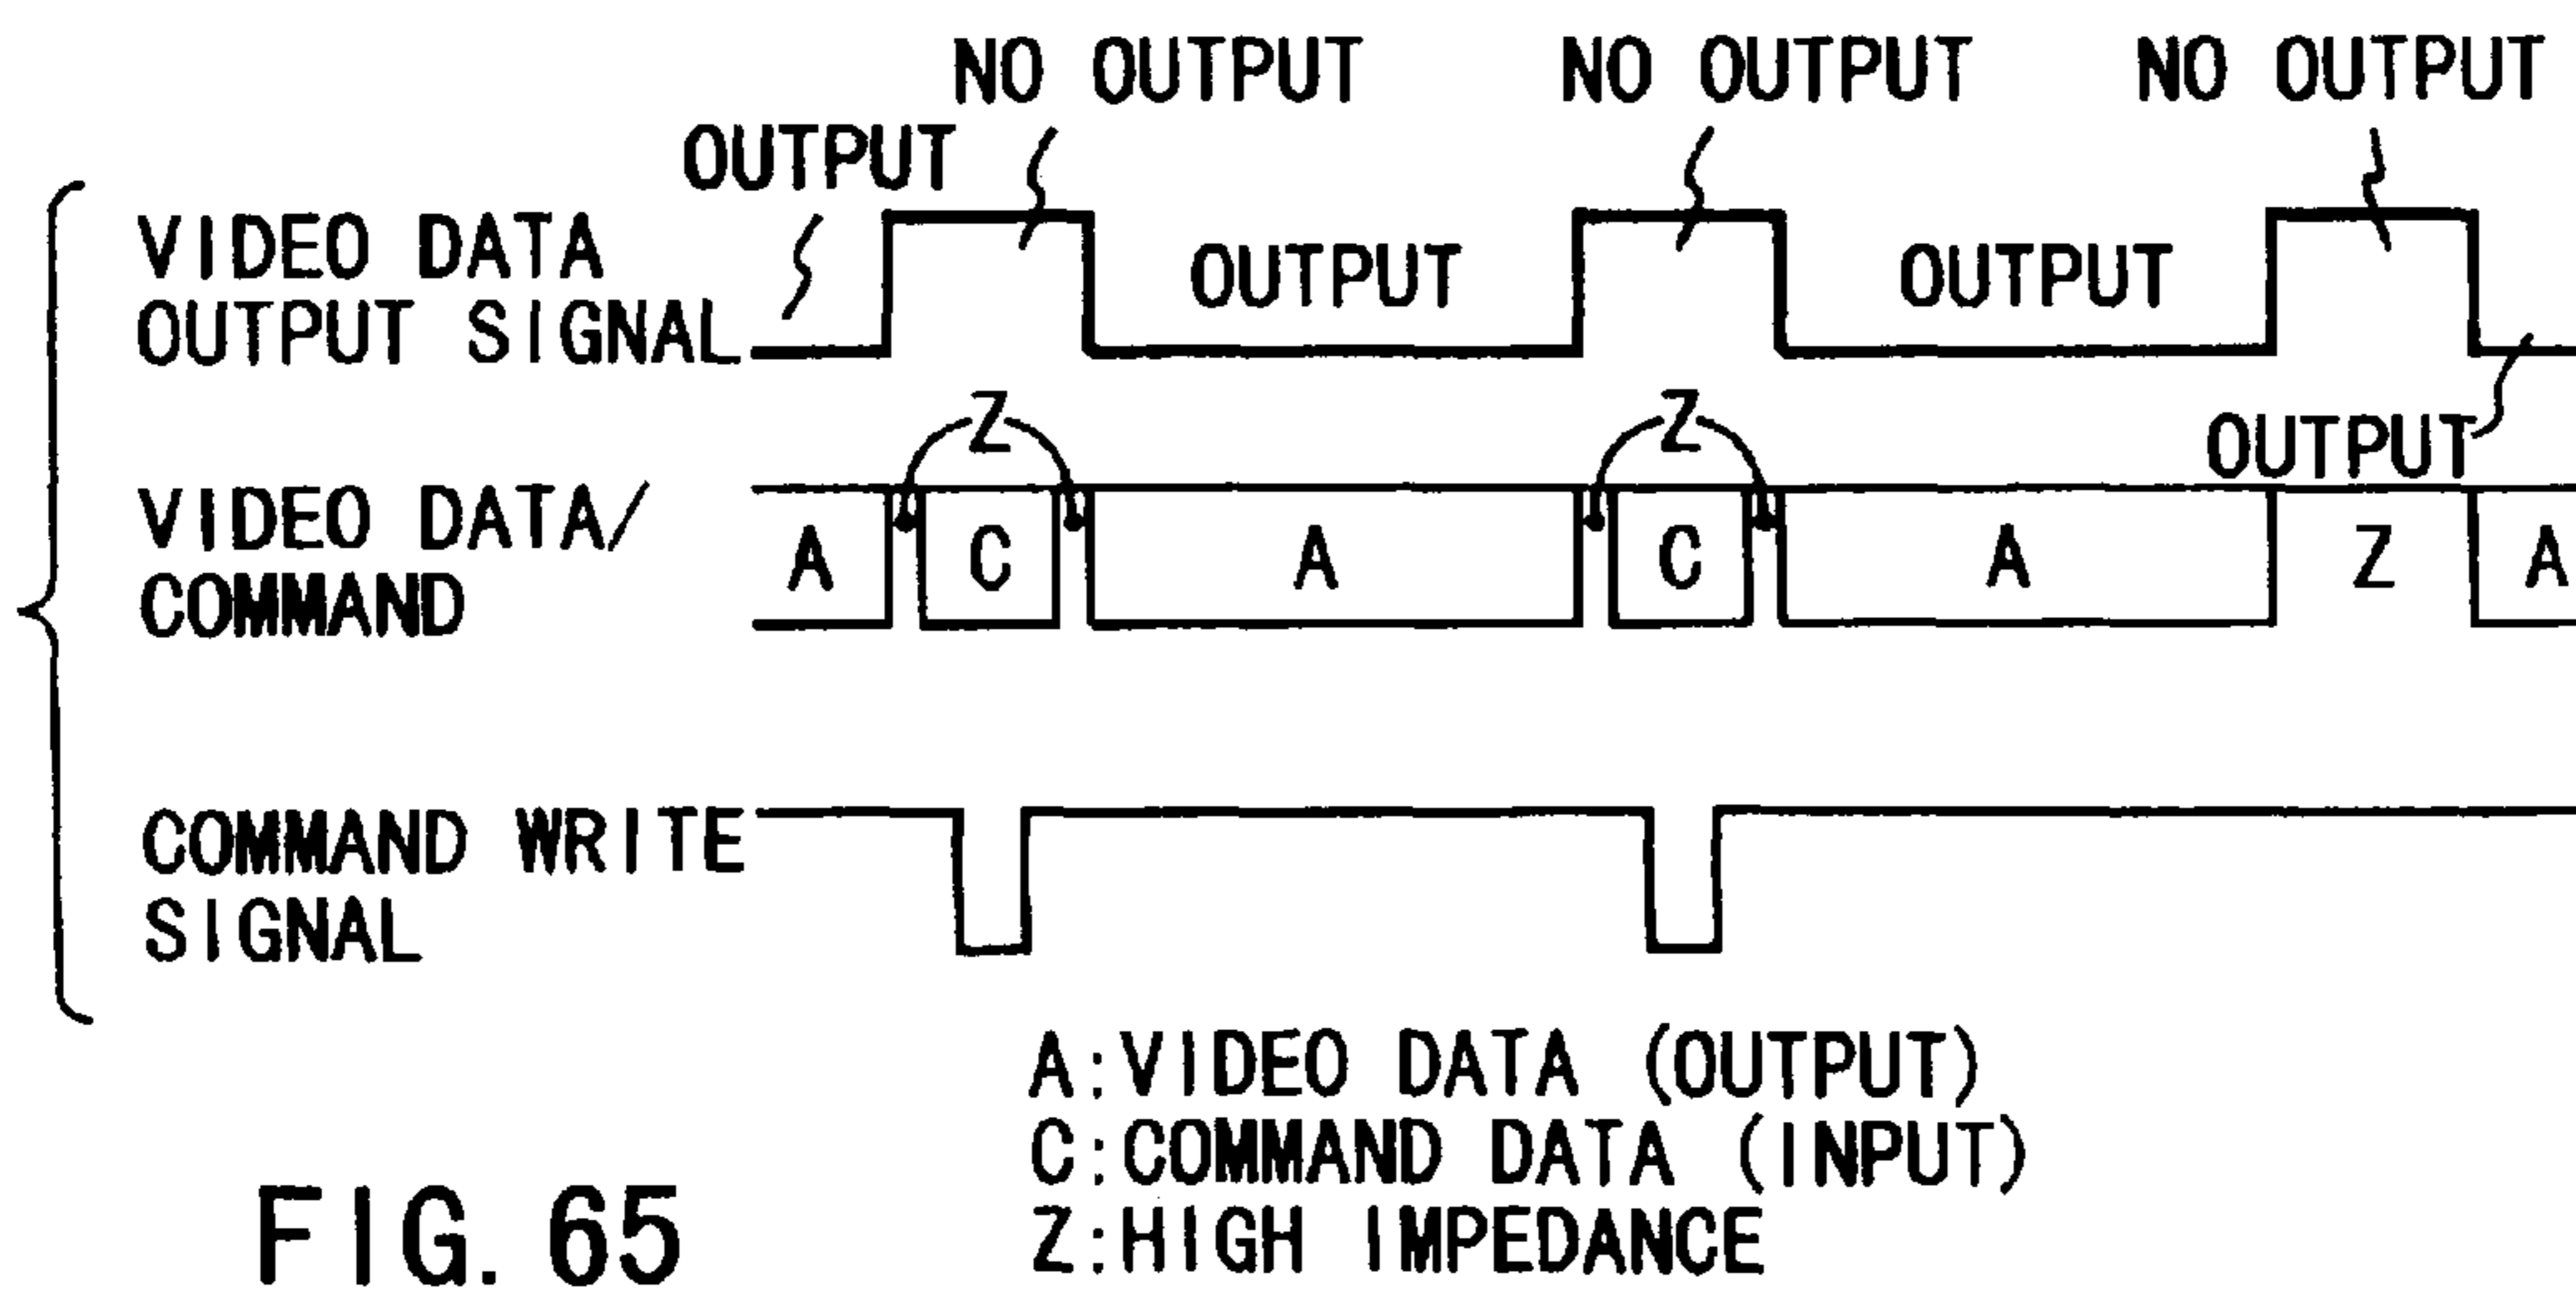 NO OUTPUT NO OUTPUT NO OUTPUT
OUTPUT
VIDEO DATA
OUTPUT SIGNAL
OUTPUT OUTPUT
OUTPUT
Z Z
VIDEO DATA/
COMMAND
A C A C A Z A
COMMAND WRITE
SIGNAL
A:VIDEO DATA (OUTPUT)
C:COMMAND DATA (INPUT)
Z:HIGH IMPEDANCE
FIG. 65